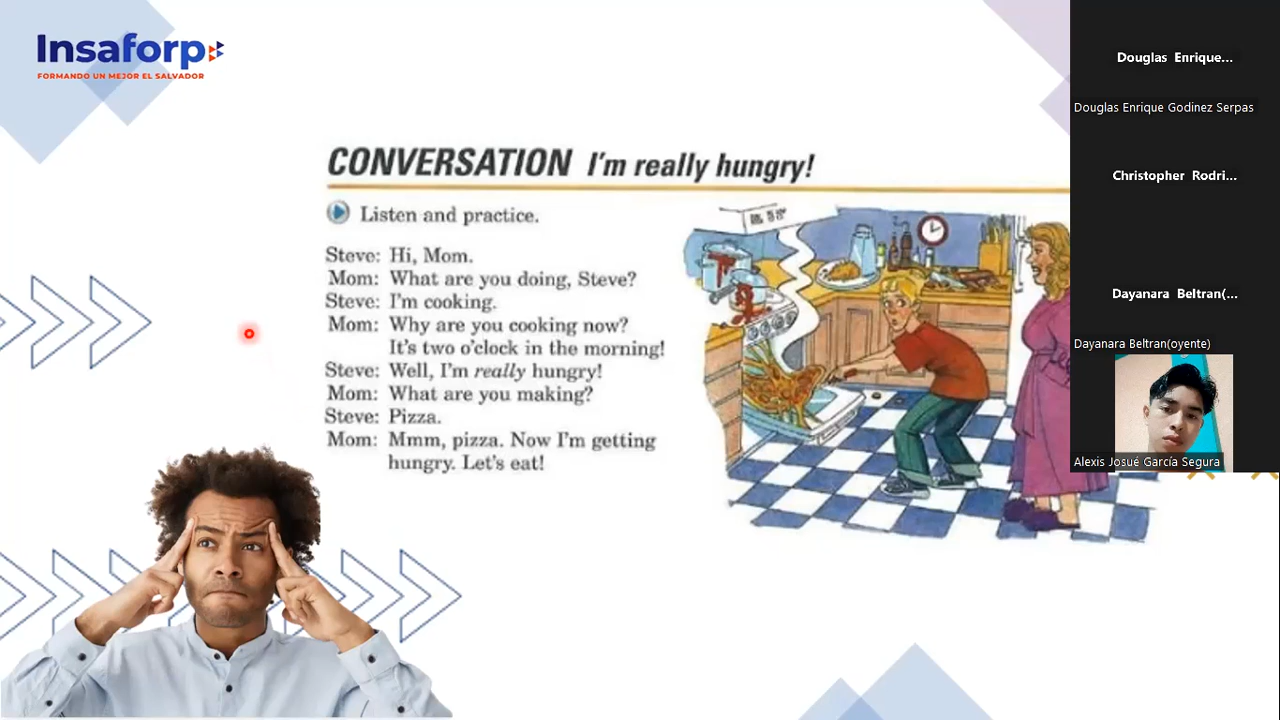 Insaforp
FORMANDO UN MEJOR EL SALVADOR
CONVERSATION I'm really hungry!
Listen and practice.
Steve: Hi, Mom.
Mom: What are you doing, Steve?
Steve: I'm cooking.
Mom: Why are you cooking now?
It's two o'clock in the morning!
Steve: Well, I'm really hungry!
Mom: What are you making?
Steve: Pizza.
Mom: Mmm, pizza. Now I'm getting
hungry. Let's eat!
Douglas Enrique...
Douglas Enrique Godinez Serpas
Christopher Rodri...
Dayanara Beltran(...
Dayanara Beltran(oyente)
Alexis Josué García Segura